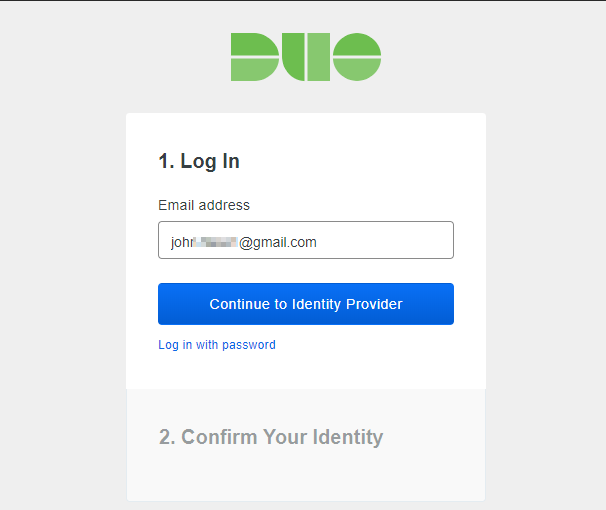 DUO
1. Log In
Email address
john @gmail.com
Continue to Identity Provider
Log in with password
2. Confirm Your Identity